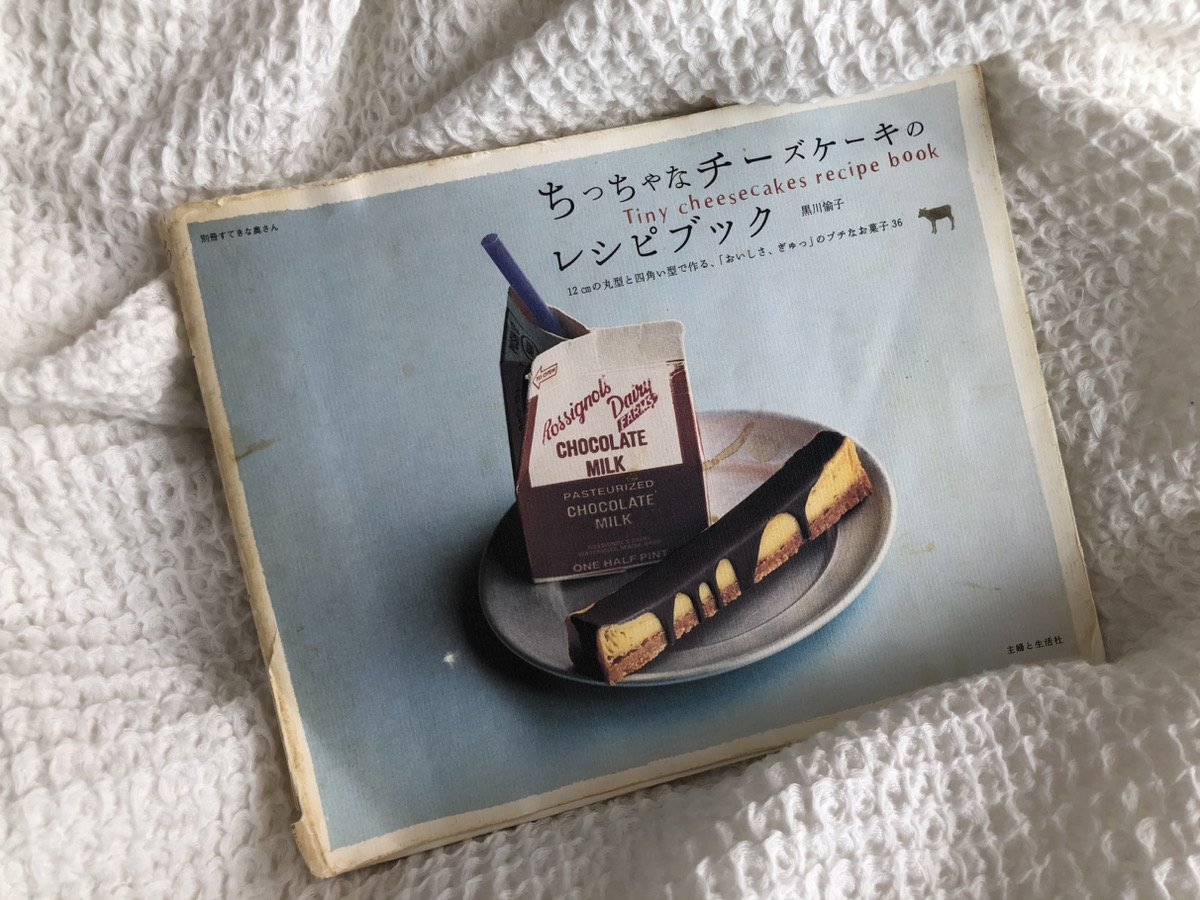 別冊すてきな奥さん
ちっちゃなチーズケーキの
Tiny cheesecakes recipe book
レシピブック
黒川愉子
12㎝の丸型と四角い型で作る、「おいしさ、ぎゅっ」のプチなお菓子36
TO OPEN
Rossignol's
Dairy
FARMS
CHOCOLATE
MILK
PASTEURIZED
CHOCOLATE
MILK
ONE HALF PINT
主婦と生活社